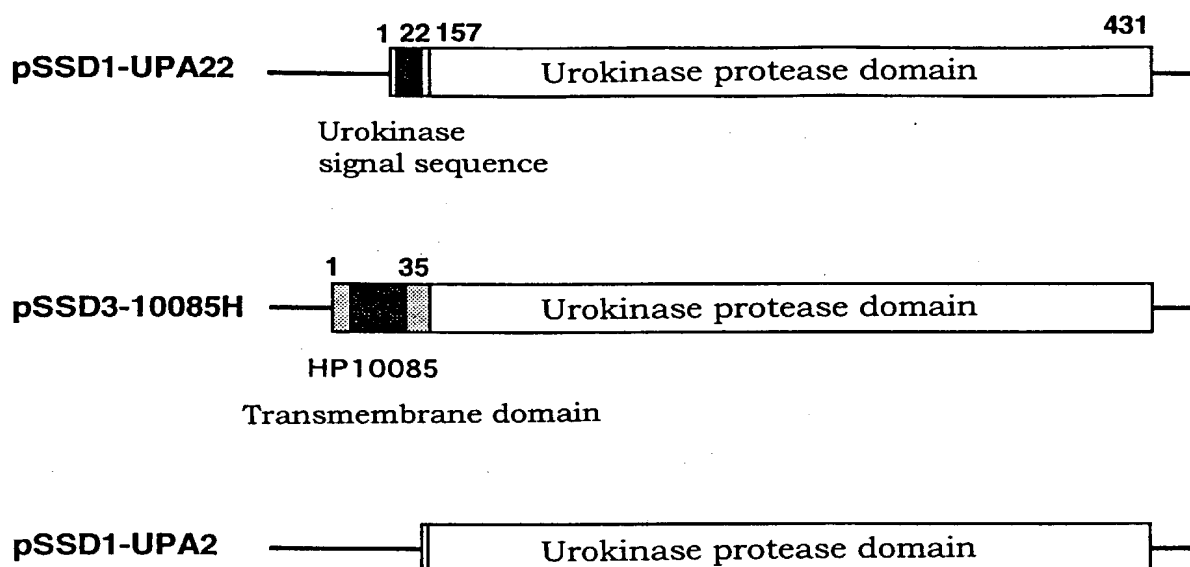 1 22 157 431
pSSD1-UPA22 Urokinase protease domain
Urokinase
signal sequence
1 35
pSSD3-10085H Urokinase protease domain
HP10085
Transmembrane domain
pSSD1-UPA2 Urokinase protease domain